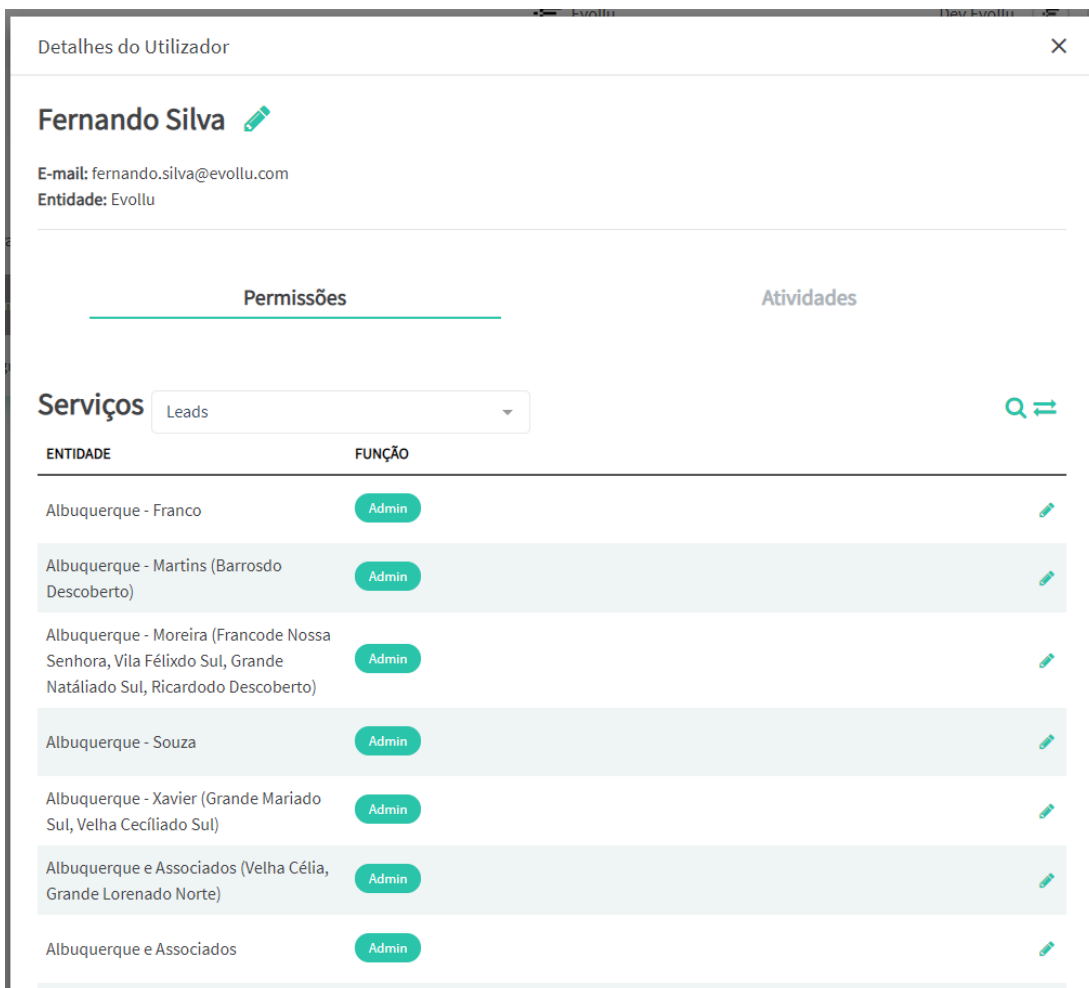 Evollu
Dev Evollu
Detalhes do Utilizador
Fernando Silva
E-mail: fernando.silva@evollu.com
Entidade: Evollu
Permissões
Atividades
Serviços
Leads
ENTIDADE
FUNÇÃO
Albuquerque - Franco
Admin
Albuquerque - Martins (Barrosdo
Descoberto)
Admin
Albuquerque - Moreira (Francode Nossa
Senhora, Vila Félixdo Sul, Grande
Natáliado Sul, Ricardodo Descoberto)
Admin
Albuquerque - Souza
Admin
Albuquerque - Xavier (Grande Mariado
Sul, Velha Cecíliado Sul)
Admin
Albuquerque e Associados (Velha Célia,
Grande Lorenado Norte)
Admin
Albuquerque e Associados
Admin